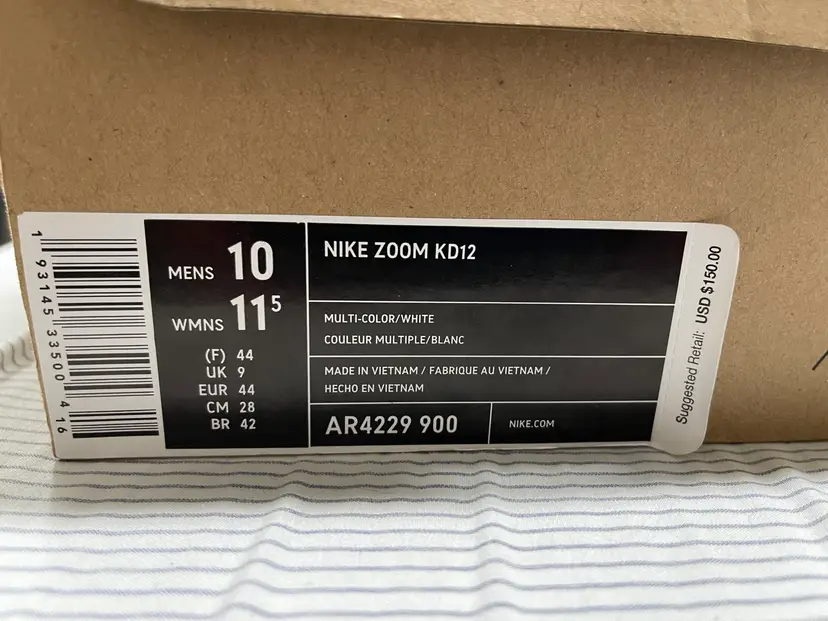 1 93145 33500 4 16
MENS 10
WMNS 11 5
(F) 44
UK 9
EUR 44
CM 28
BR 42
NIKE ZOOM KD12
MULTI-COLOR/WHITE
COULEUR MULTIPLE/BLANC
MADE IN VIETNAM / FABRIQUE AU VIETNAM /
HECHO EN VIETNAM
AR4229 900
NIKE.COM
Suggested Retail: USD $150.00